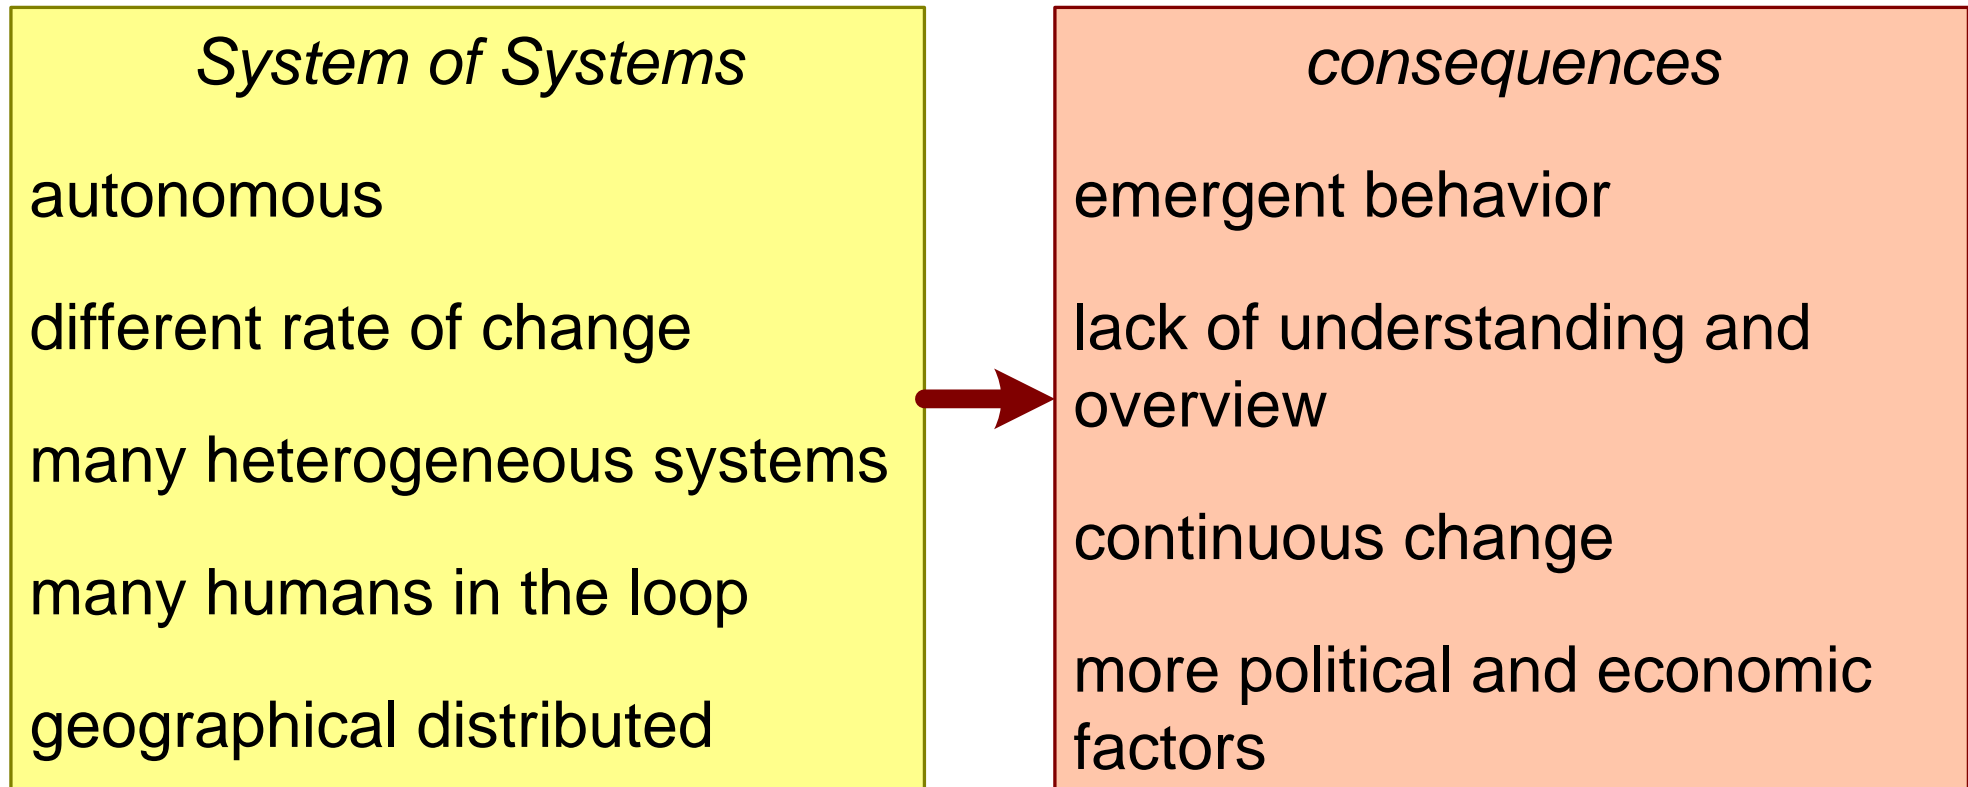 System of Systems
autonomous
different rate of change
many heterogeneous systems
many humans in the loop
geographical distributed
consequences
emergent behavior
lack of understanding and
overview
continuous change
more political and economic
factors